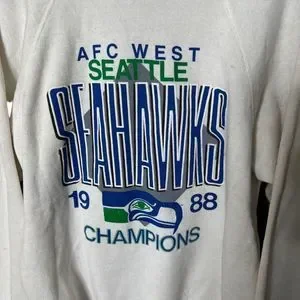 AFC WEST
SEATTLE
SEAHAWKS
19 88
CHAMPIONS